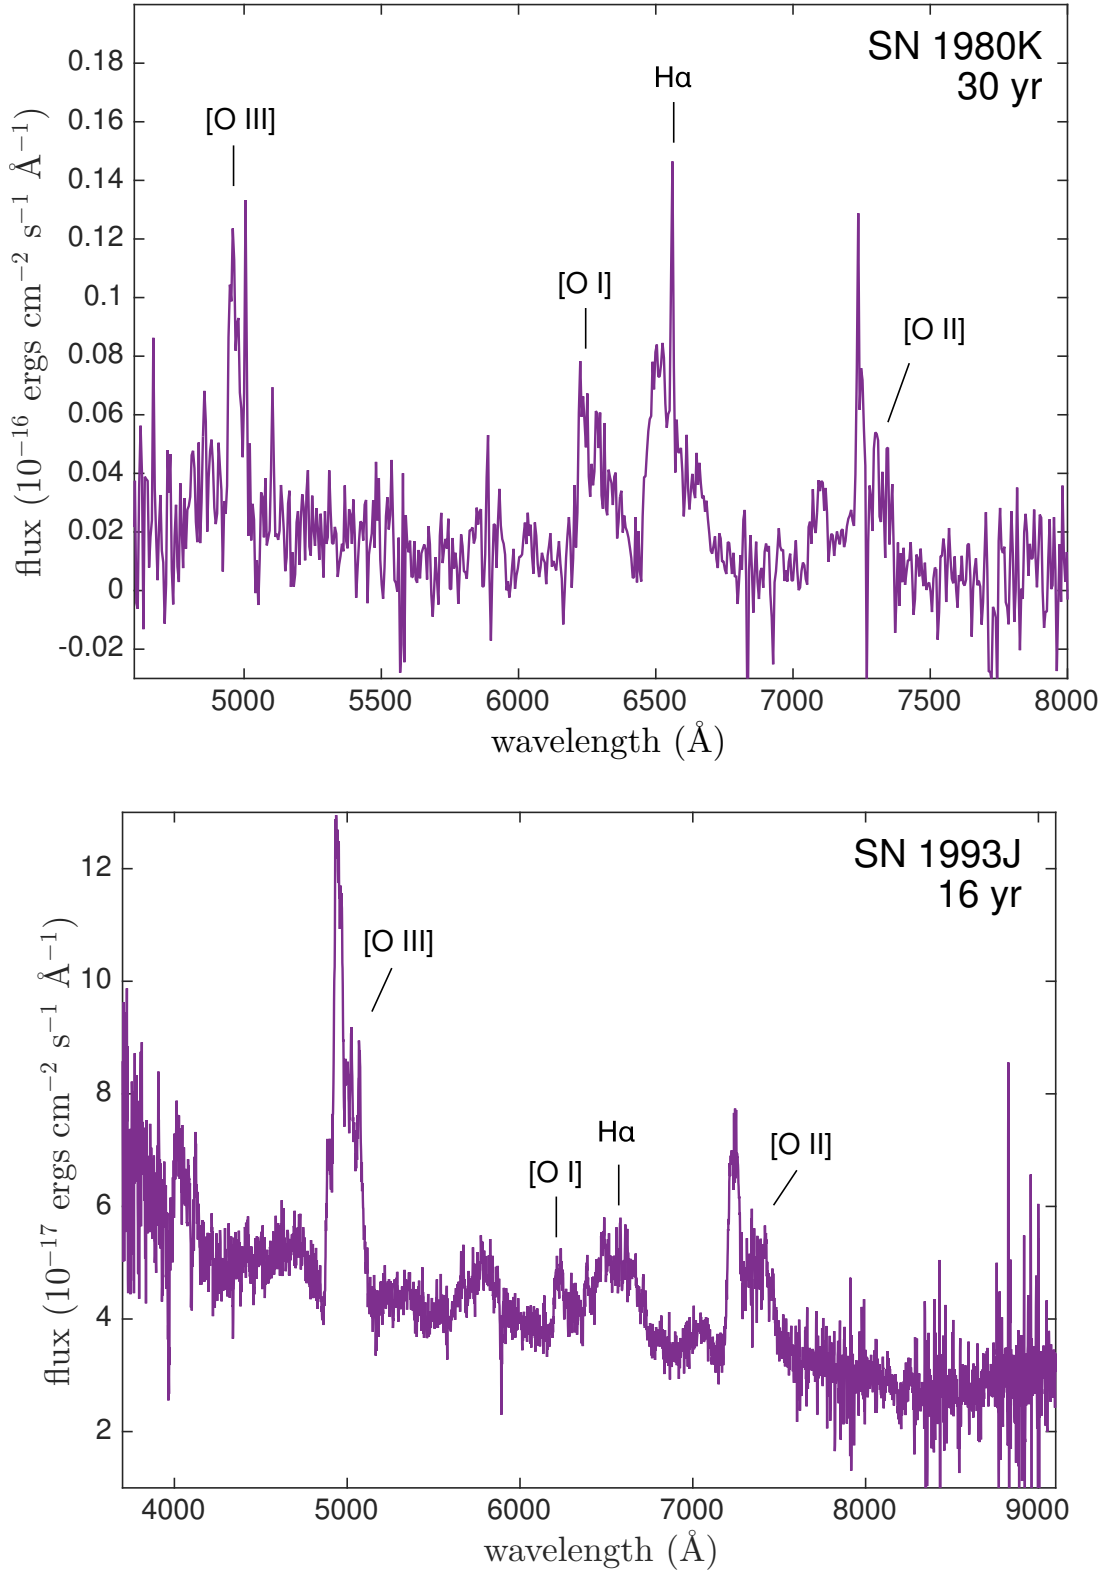 SN 1980K
30 yr
[O III]
Hα
[O I]
[O II]
0.18
0.16
0.14
0.12
0.1
0.08
0.06
0.04
0.02
0
-0.02
flux (10⁻¹⁶ ergs cm⁻² s⁻¹ Å⁻¹)
5000 5500 6000 6500 7000 7500 8000
wavelength (Å)
SN 1993J
16 yr
[O III]
[O I]
Hα
[O II]
12
10
8
6
4
2
flux (10⁻¹⁷ ergs cm⁻² s⁻¹ Å⁻¹)
4000 5000 6000 7000 8000 9000
wavelength (Å)